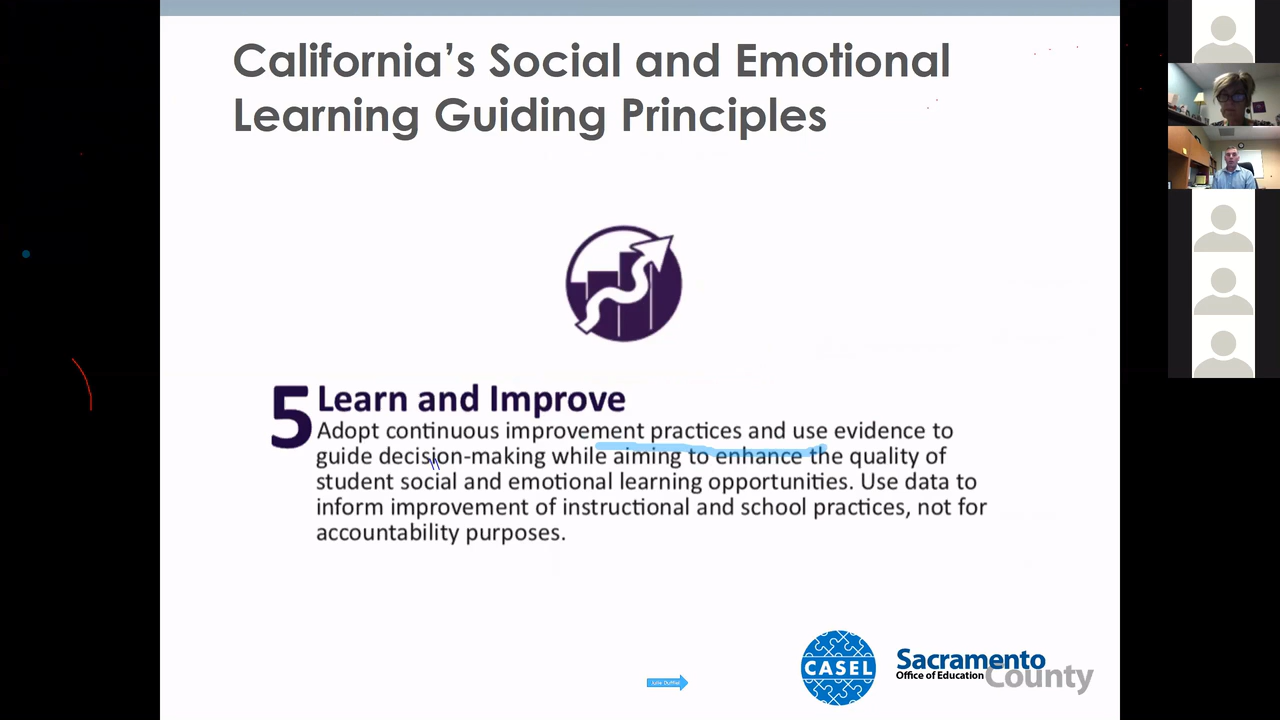 California's Social and Emotional
Learning Guiding Principles
5 Learn and Improve
Adopt continuous improvement practices and use evidence to
guide decision-making while aiming to enhance the quality of
student social and emotional learning opportunities. Use data to
inform improvement of instructional and school practices, not for
accountability purposes.
CASEL
Sacramento
Office of Education County